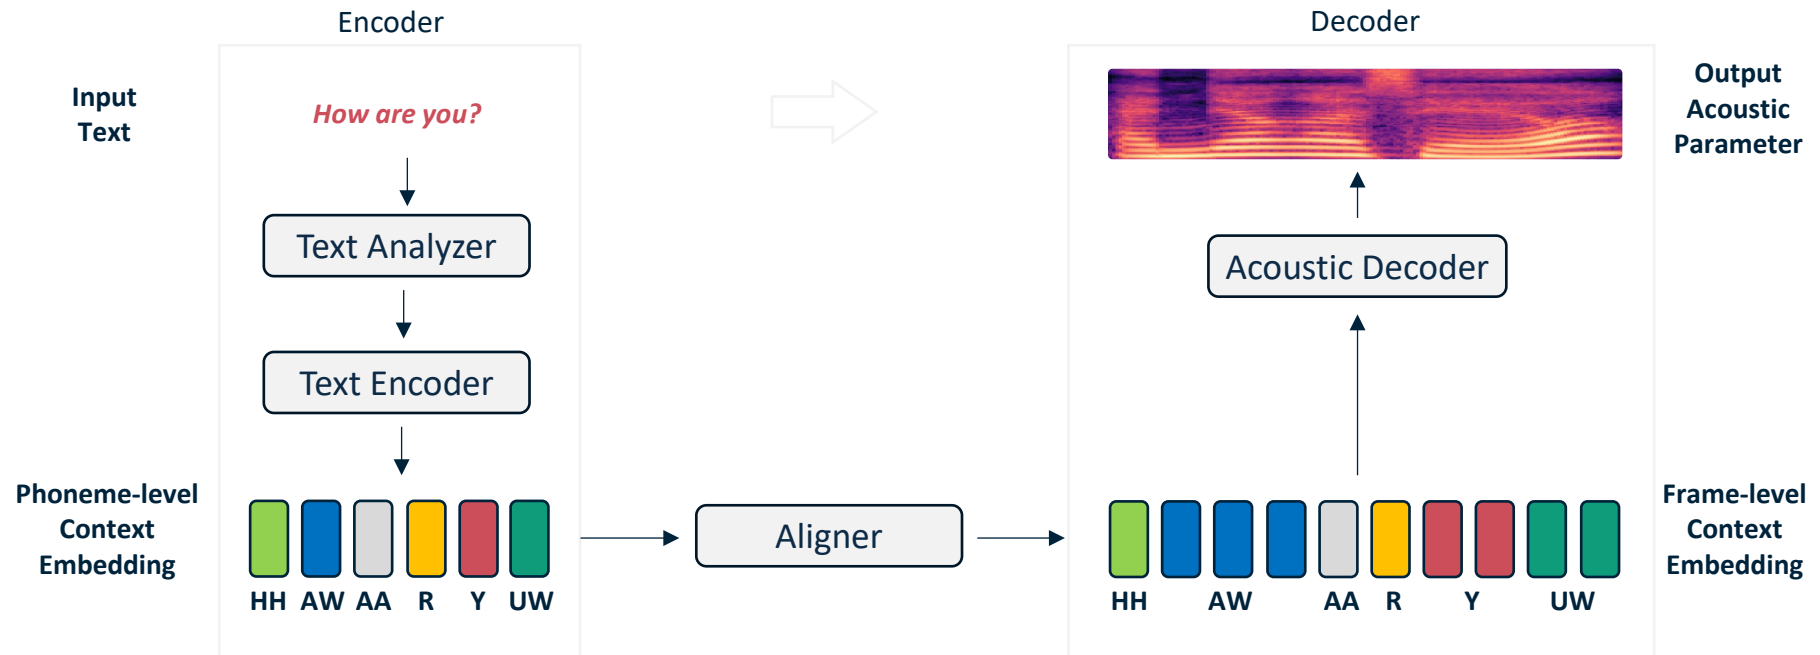 Encoder
Decoder
Input
Text
How are you?
Output
Acoustic
Parameter
Text Analyzer
Acoustic Decoder
Text Encoder
Phoneme-level
Context
Embedding
HH AW AA R Y UW
Aligner
HH AW AA R Y UW
Frame-level
Context
Embedding